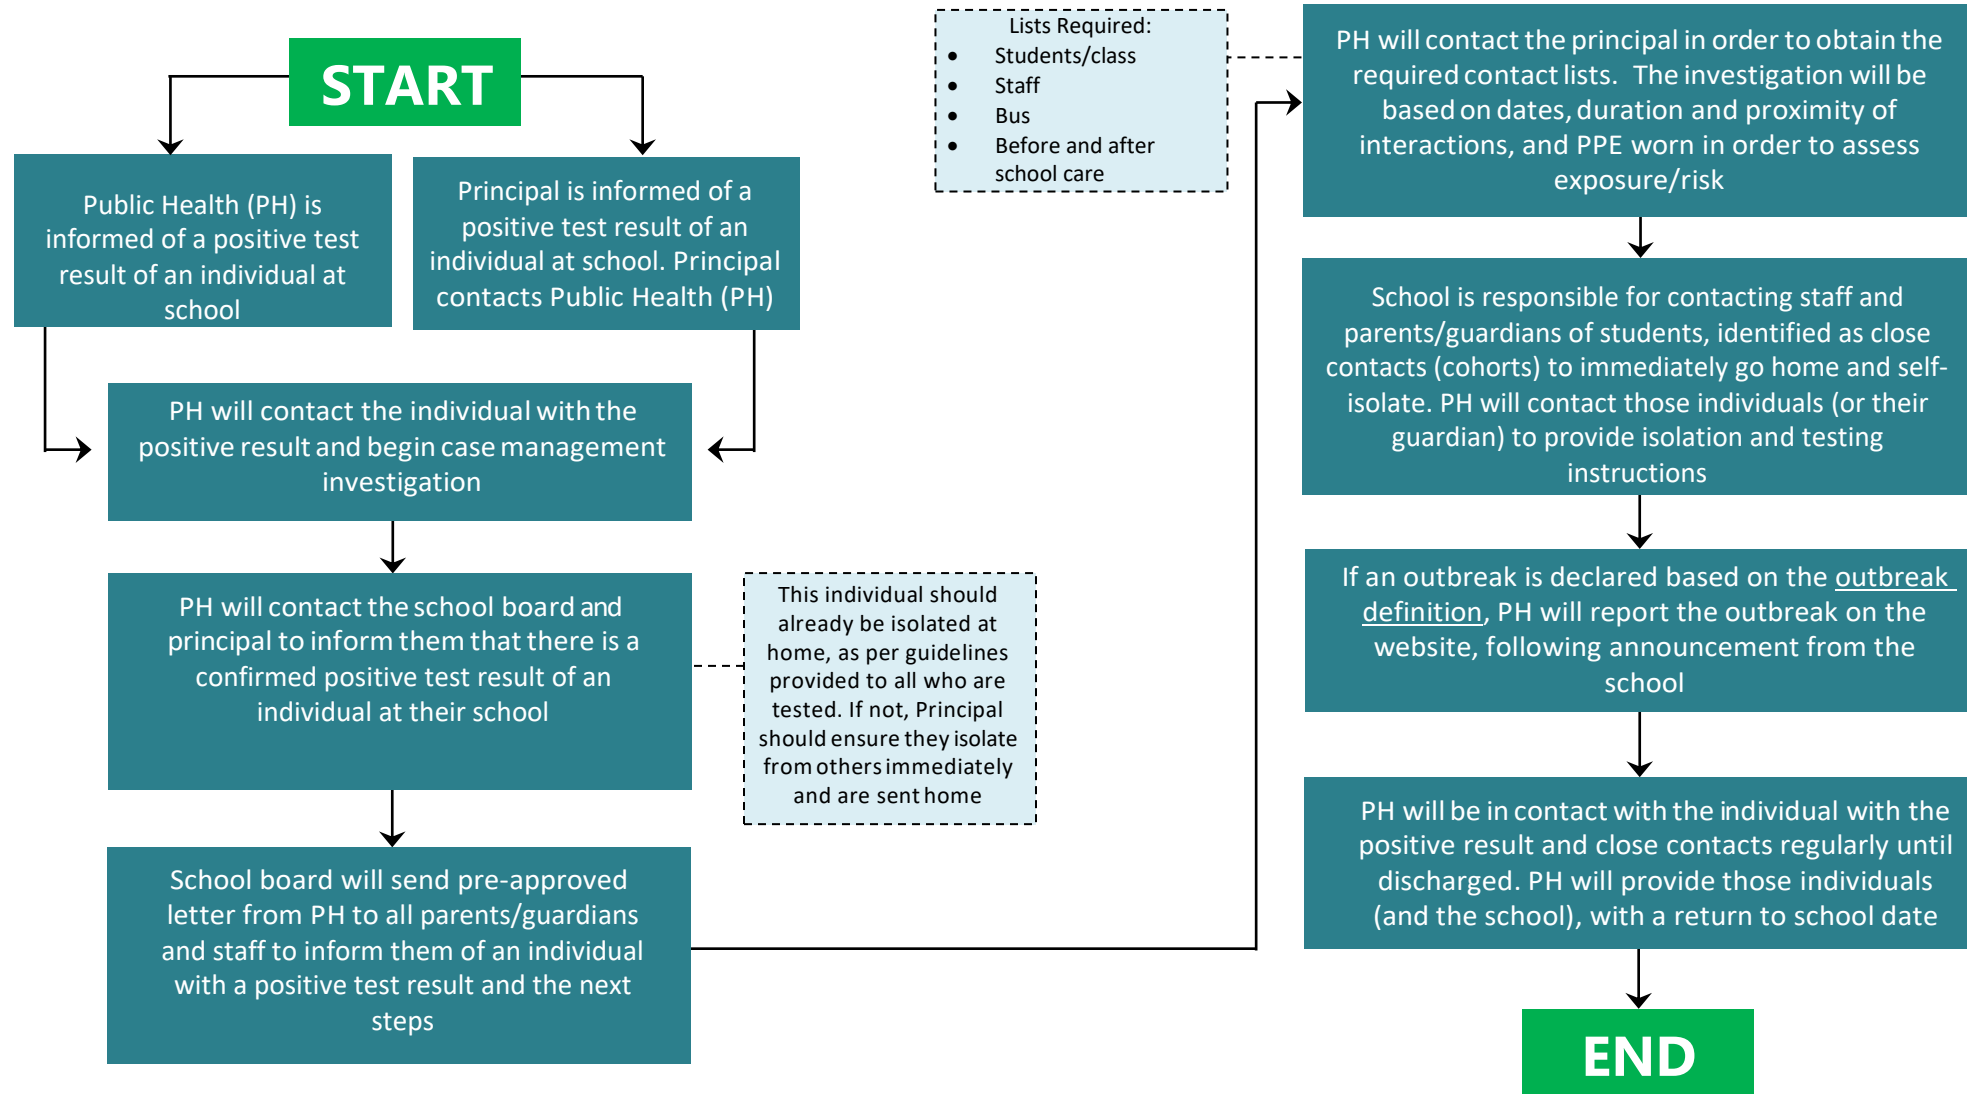 START
Public Health (PH) is
informed of a positive test
result of an individual at
school
Principal is informed of a
positive test result of an
individual at school. Principal
contacts Public Health (PH)
PH will contact the individual with the
positive result and begin case management
investigation
PH will contact the school board and
principal to inform them that there is a
confirmed positive test result of an
individual at their school
This individual should
already be isolated at
home, as per guidelines
provided to all who are
tested. If not, Principal
should ensure they isolate
from others immediately
and are sent home
School board will send pre-approved
letter from PH to all parents/guardians
and staff to inform them of an individual
with a positive test result and the next
steps
Lists Required:
• Students/class
• Staff
• Bus
• Before and after
school care
PH will contact the principal in order to obtain the
required contact lists. The investigation will be
based on dates, duration and proximity of
interactions, and PPE worn in order to assess
exposure/risk
School is responsible for contacting staff and
parents/guardians of students, identified as close
contacts (cohorts) to immediately go home and self-
isolate. PH will contact those individuals (or their
guardian) to provide isolation and testing
instructions
If an outbreak is declared based on the outbreak
definition, PH will report the outbreak on the
website, following announcement from the
school
PH will be in contact with the individual with the
positive result and close contacts regularly until
discharged. PH will provide those individuals
(and the school), with a return to school date
END